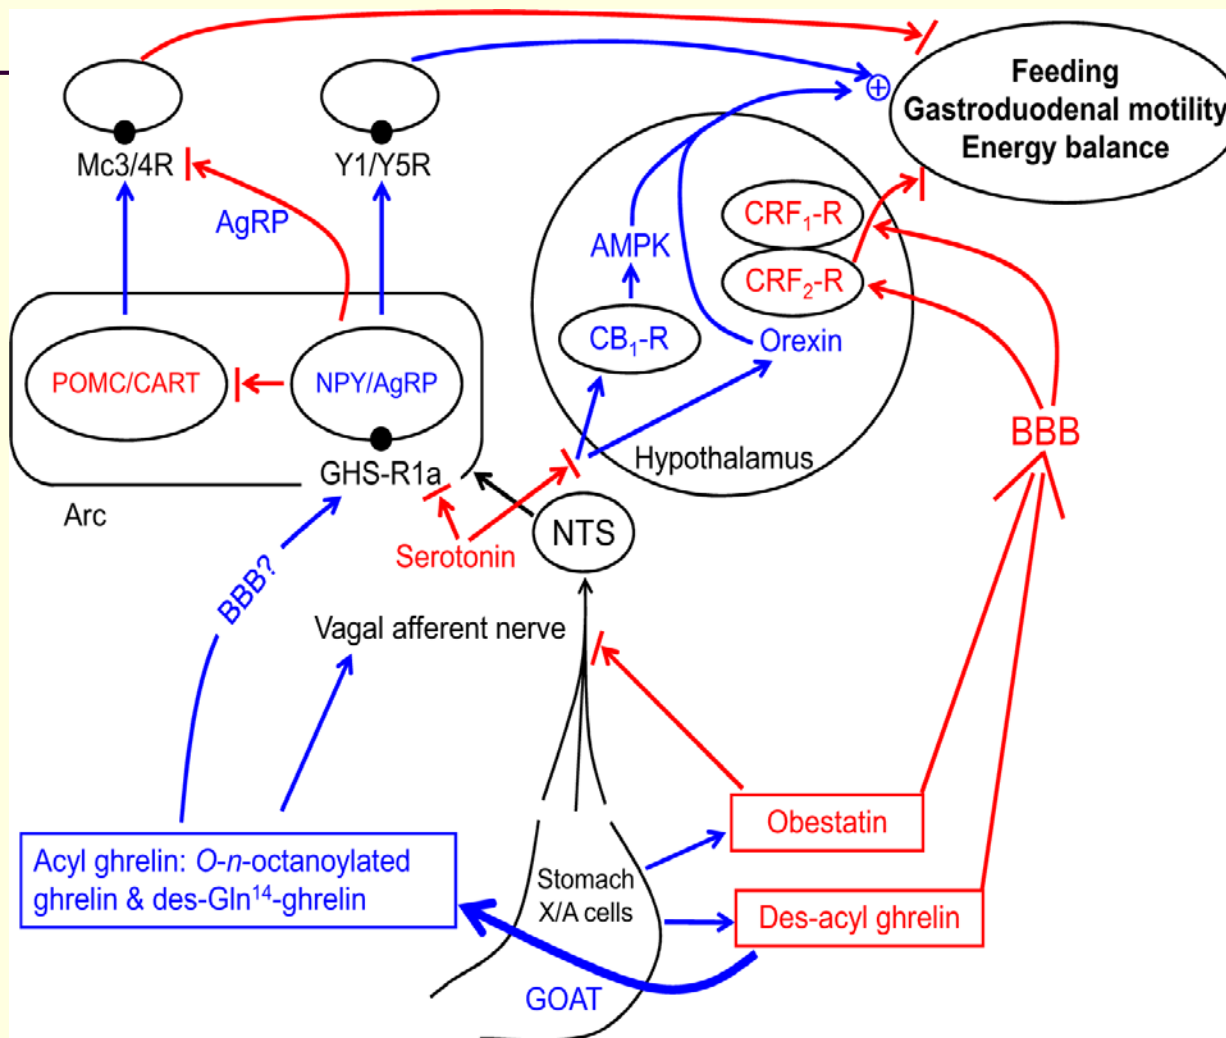 Feeding
Gastroduodenal motility
Energy balance
+
Mc3/4R
Y1/Y5R
AgRP
CRF₁-R
AMPK
CRF₂-R
CB₁-R
Orexin
POMC/CART
NPY/AgRP
BBB
Hypothalamus
GHS-R1a
Arc
NTS
Serotonin
BBB?
Vagal afferent nerve
Obestatin
Acyl ghrelin: O-n-octanoylated
ghrelin & des-Gln¹⁴-ghrelin
Stomach
X/A cells
Des-acyl ghrelin
GOAT